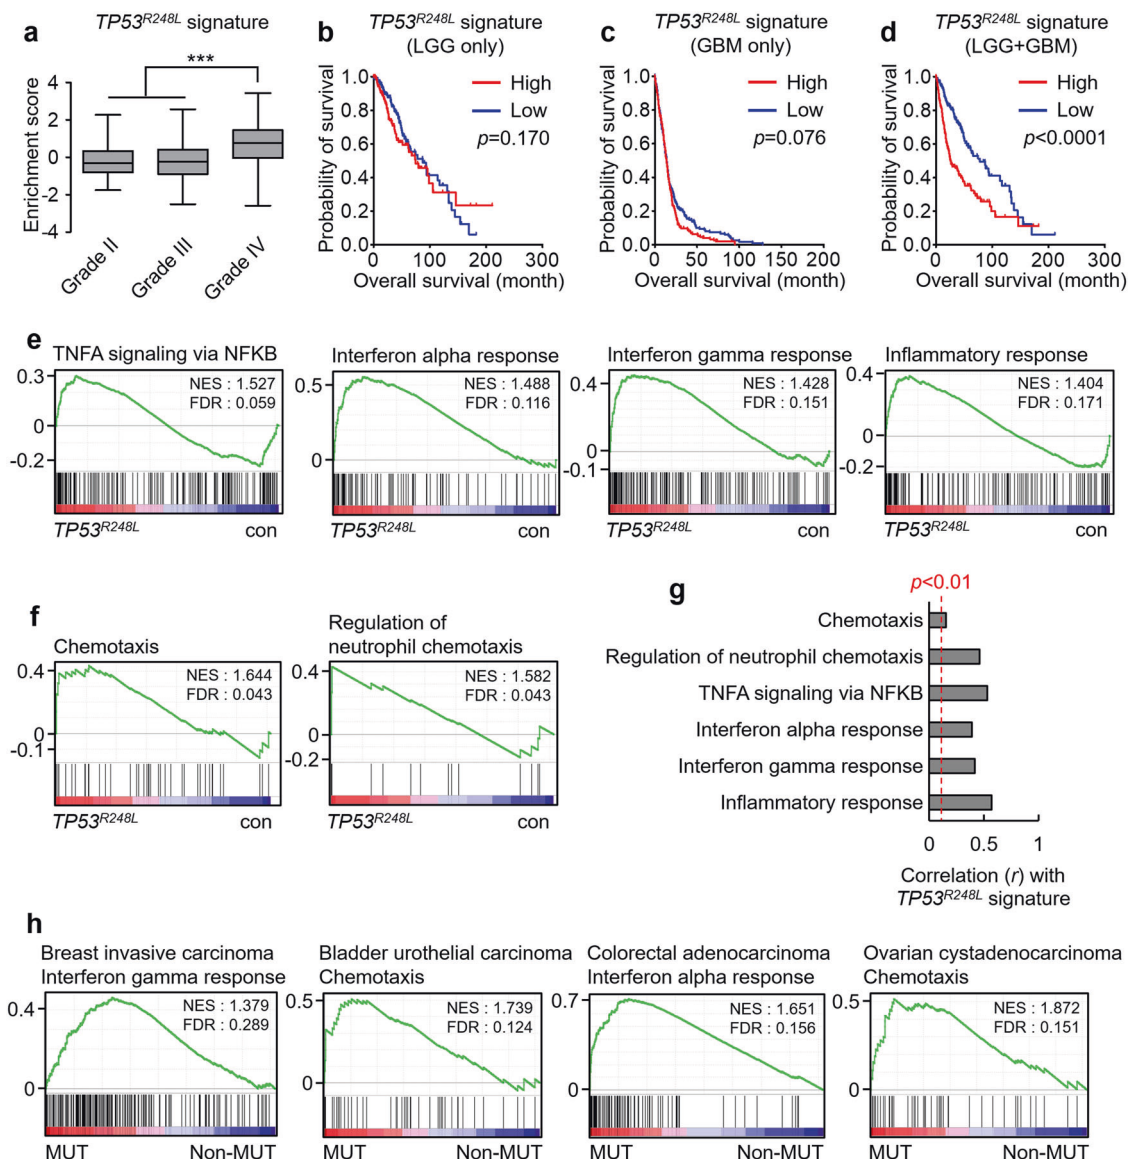 a
TP53R248L signature
***
Enrichment score
4
2
0
-2
-4
Grade II
Grade III
Grade IV
b
TP53R248L signature
(LGG only)
High
Low
p=0.170
Probability of survival
1.0
0.8
0.6
0.4
0.2
0.0
0 100 200 300
Overall survival (month)
c
TP53R248L signature
(GBM only)
High
Low
p=0.076
Probability of survival
1.0
0.8
0.6
0.4
0.2
0.0
0 50 100 150 200
Overall survival (month)
d
TP53R248L signature
(LGG+GBM)
High
Low
p<0.0001
Probability of survival
1.0
0.8
0.6
0.4
0.2
0.0
0 100 200 300
Overall survival (month)
e
TNFA signaling via NFKB
NES : 1.527
FDR : 0.059
0.3
0
-0.2
TP53R248L con
Interferon alpha response
NES : 1.488
FDR : 0.116
0.5
0
TP53R248L con
Interferon gamma response
NES : 1.428
FDR : 0.151
0.4
0
-0.1
TP53R248L con
Inflammatory response
NES : 1.404
FDR : 0.171
0.4
0
-0.2
TP53R248L con
f
Chemotaxis
NES : 1.644
FDR : 0.043
0.4
0
-0.1
TP53R248L con
Regulation of
neutrophil chemotaxis
NES : 1.582
FDR : 0.043
0.4
0
-0.2
TP53R248L con
g
p<0.01
Chemotaxis
Regulation of neutrophil chemotaxis
TNFA signaling via NFKB
Interferon alpha response
Interferon gamma response
Inflammatory response
0 0.5 1
Correlation (r) with
TP53R248L signature
h
Breast invasive carcinoma
Interferon gamma response
NES : 1.379
FDR : 0.289
0.4
0
MUT Non-MUT
Bladder urothelial carcinoma
Chemotaxis
NES : 1.739
FDR : 0.124
0.5
0
MUT Non-MUT
Colorectal adenocarcinoma
Interferon alpha response
NES : 1.651
FDR : 0.156
0.7
0
MUT Non-MUT
Ovarian cystadenocarcinoma
Chemotaxis
NES : 1.872
FDR : 0.151
0.5
0
MUT Non-MUT